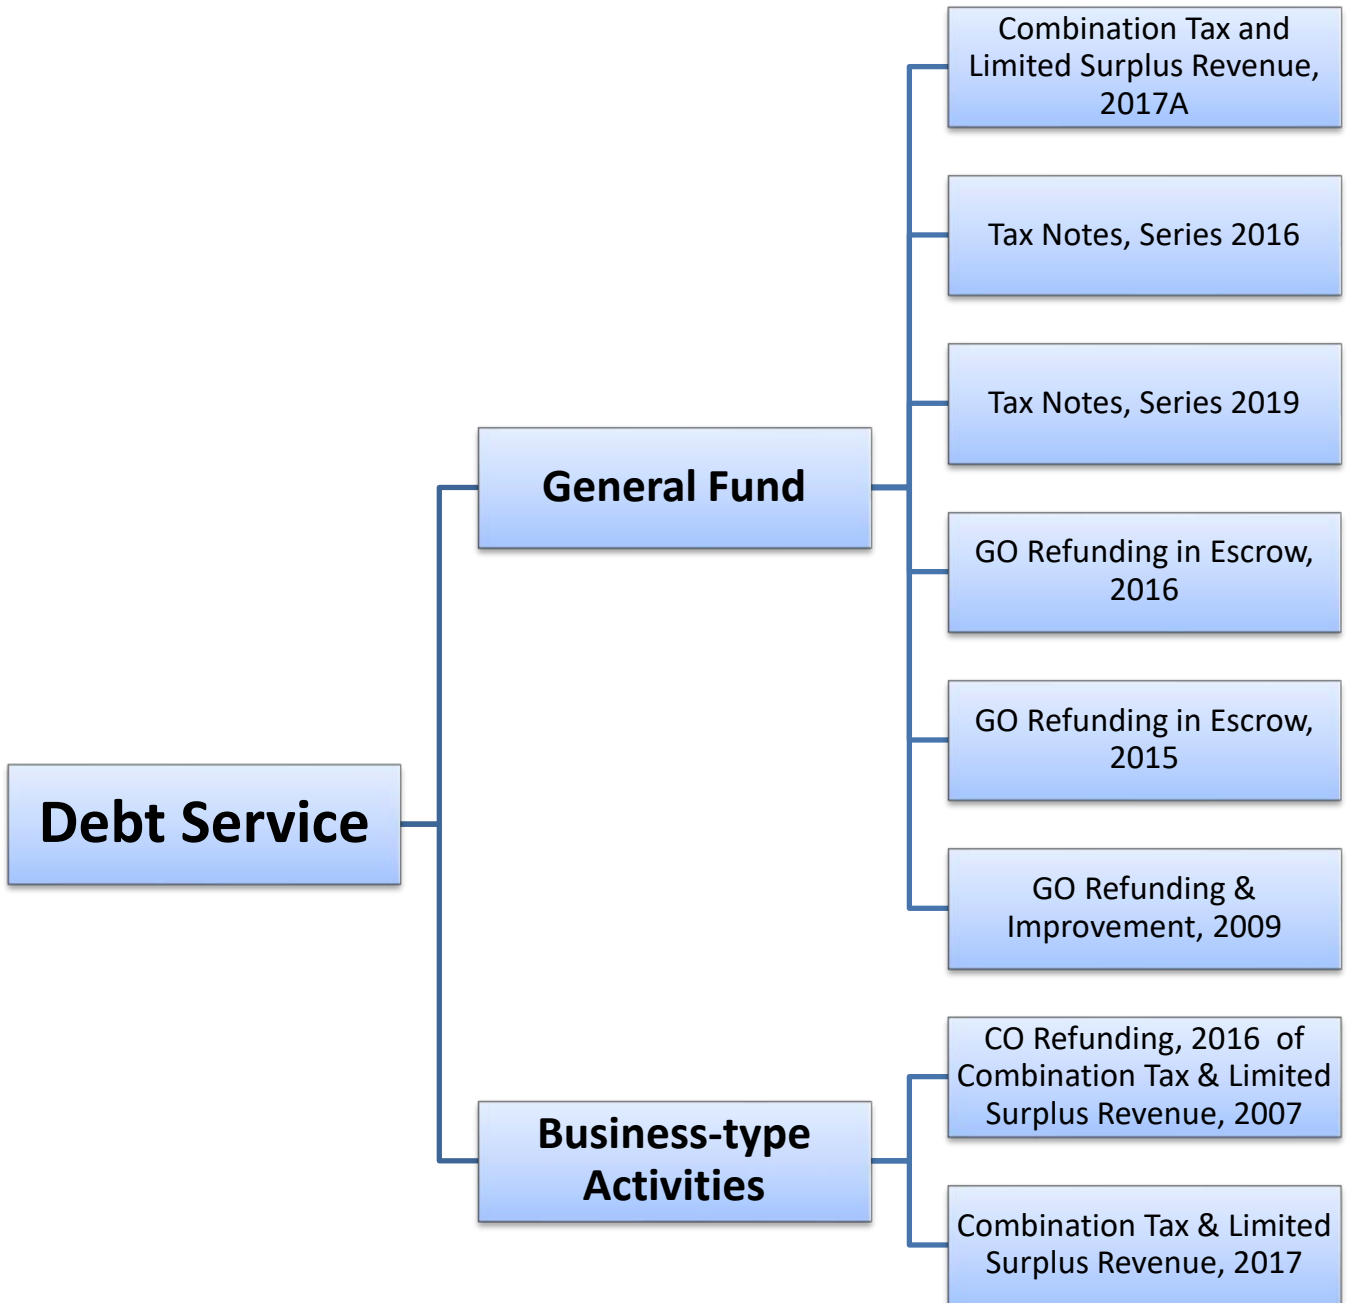 Combination Tax and
Limited Surplus Revenue,
2017A
Tax Notes, Series 2016
Tax Notes, Series 2019
General Fund
GO Refunding in Escrow,
2016
GO Refunding in Escrow,
2015
Debt Service
GO Refunding &
Improvement, 2009
CO Refunding, 2016 of
Combination Tax & Limited
Surplus Revenue, 2007
Business-type
Activities
Combination Tax & Limited
Surplus Revenue, 2017